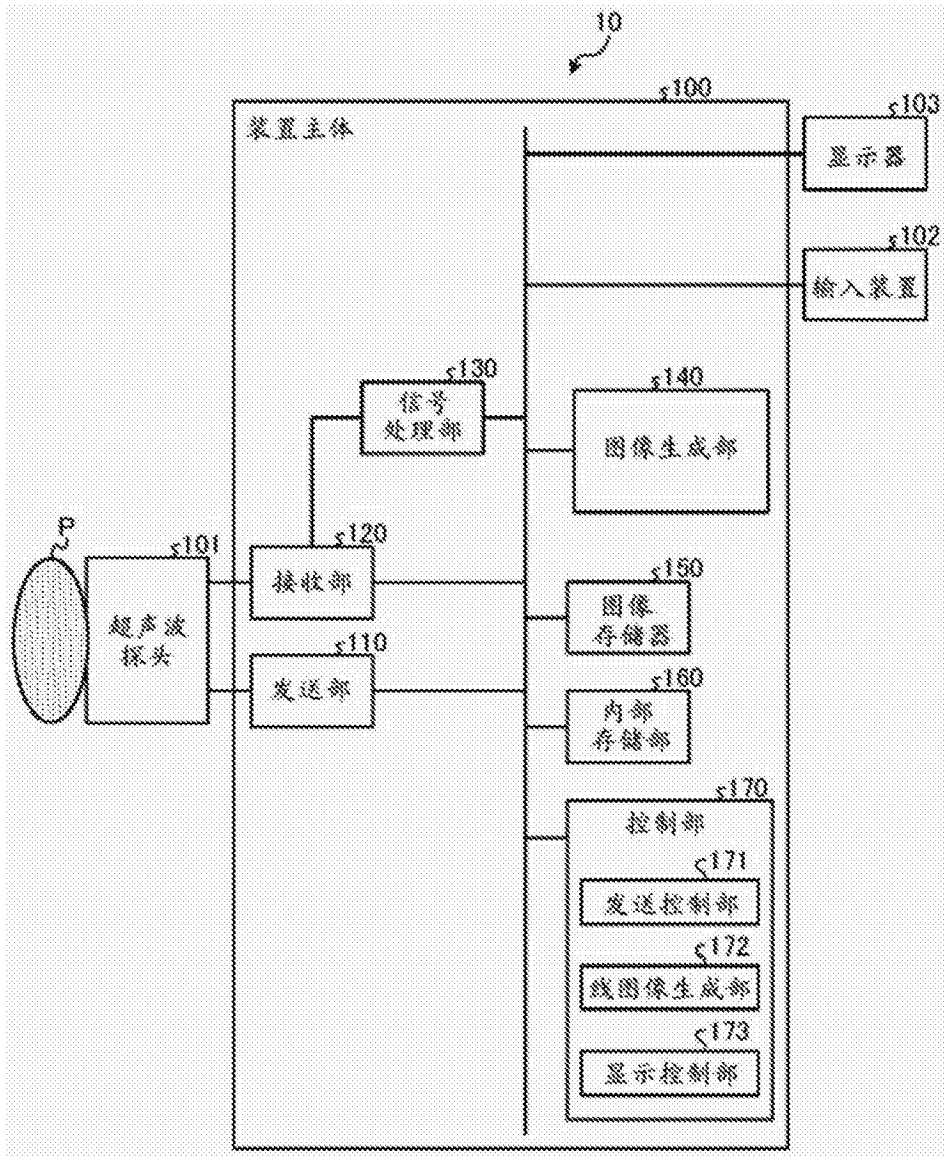 10
100
装置主体
103
显示器
102
输入装置
130
信号
处理部
140
图像生成部
P
101
超声波
探头
120
接收部
150
图像
存储器
110
发送部
160
内部
存储部
170
控制部
171
发送控制部
172
线图像生成部
173
显示控制部